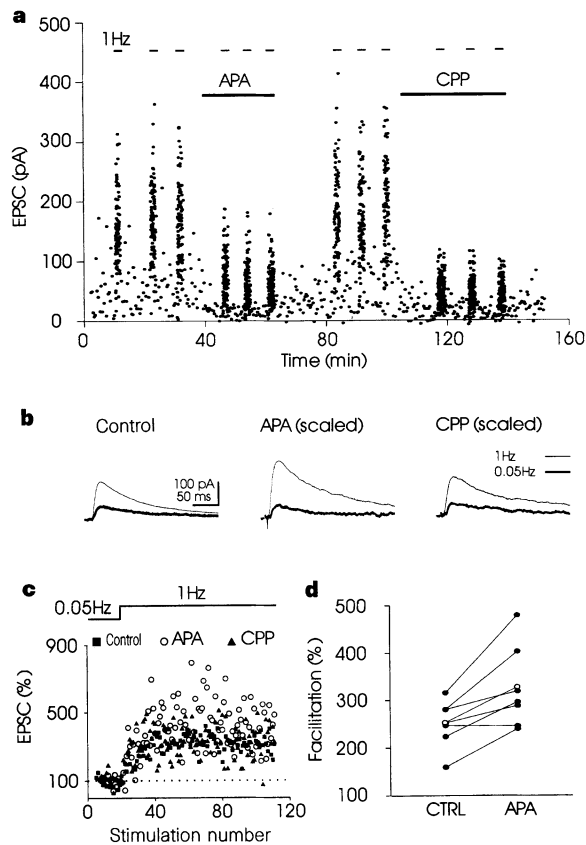 a
500
400
300
200
100
0
EPSC (pA)
1Hz
APA
CPP
0 40 80 120 160
Time (min)
b
Control APA (scaled) CPP (scaled)
100 pA
50 ms
1Hz
0.05Hz
c
0.05Hz 1Hz
Control APA CPP
900
500
100
EPSC (%)
0 40 80 120
Stimulation number
d
500
400
300
200
100
Facilitation (%)
CTRL APA